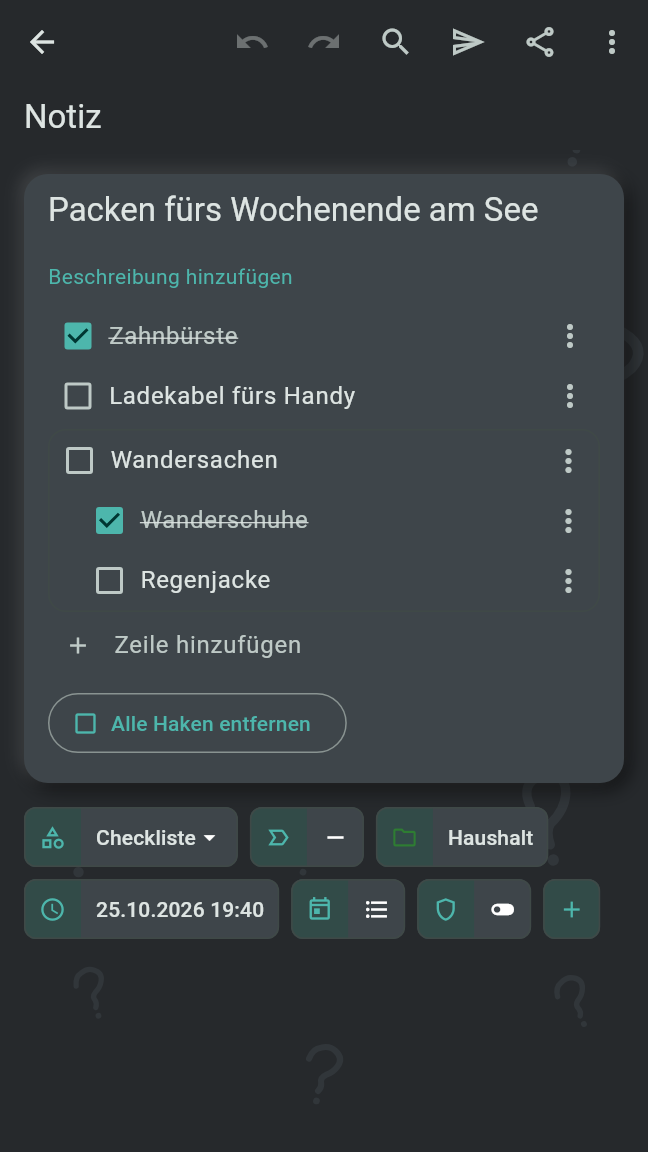 Notiz
Packen fürs Wochenende am See
Beschreibung hinzufügen
Zahnbürste
Ladekabel fürs Handy
Wandersachen
Wanderschuhe
Regenjacke
Zeile hinzufügen
Alle Haken entfernen
Checkliste
Haushalt
25.10.2026 19:40